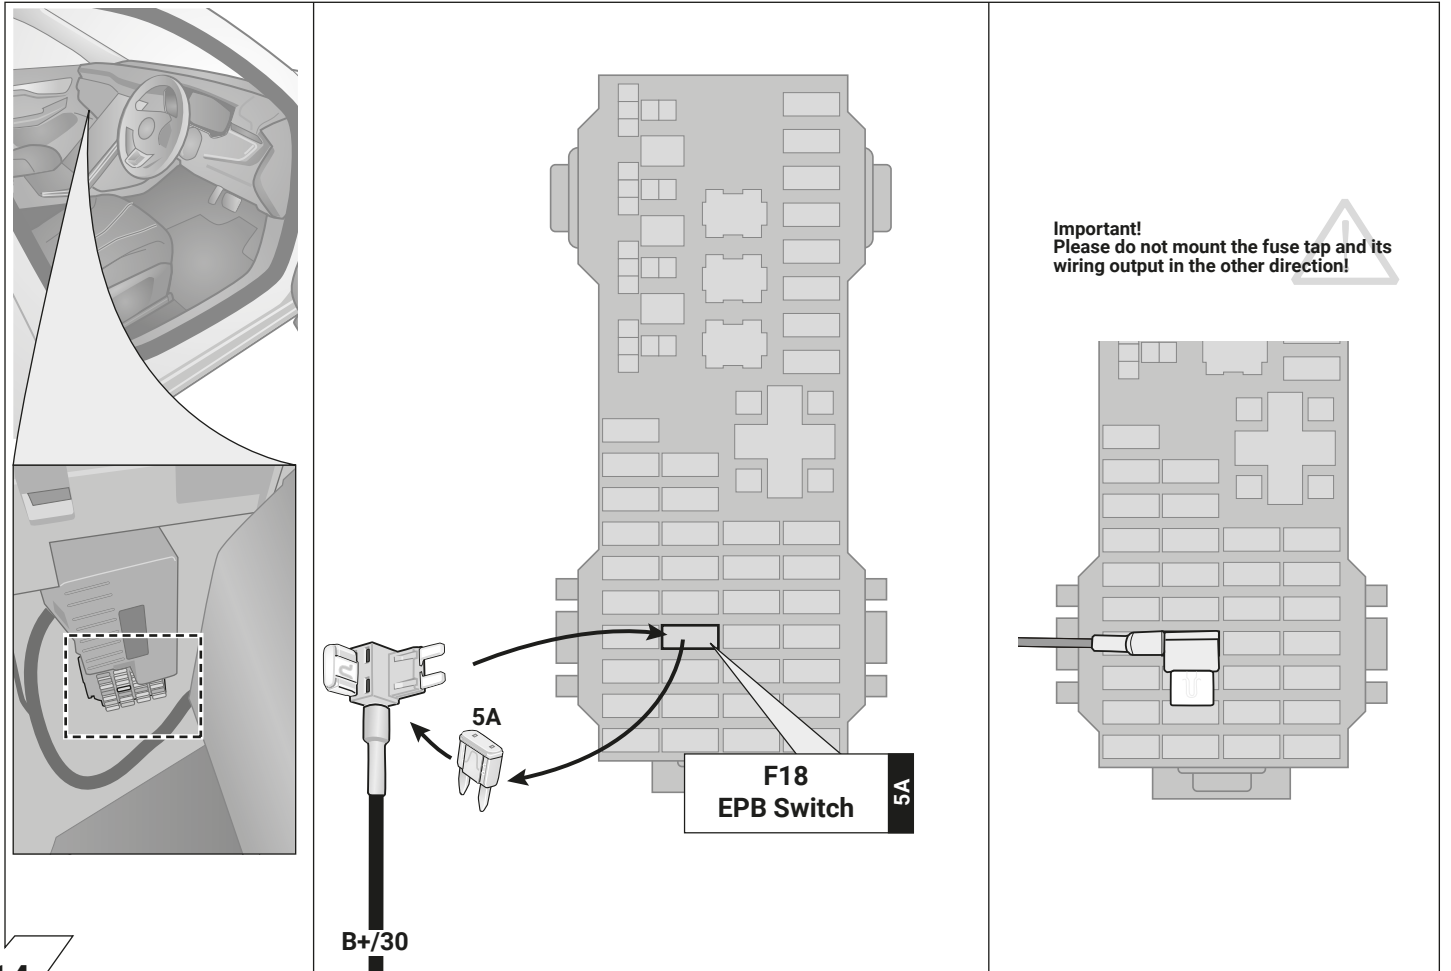 Important!
Please do not mount the fuse tap and its
wiring output in the other direction!
5A
F18
EPB Switch
5A
B+/30